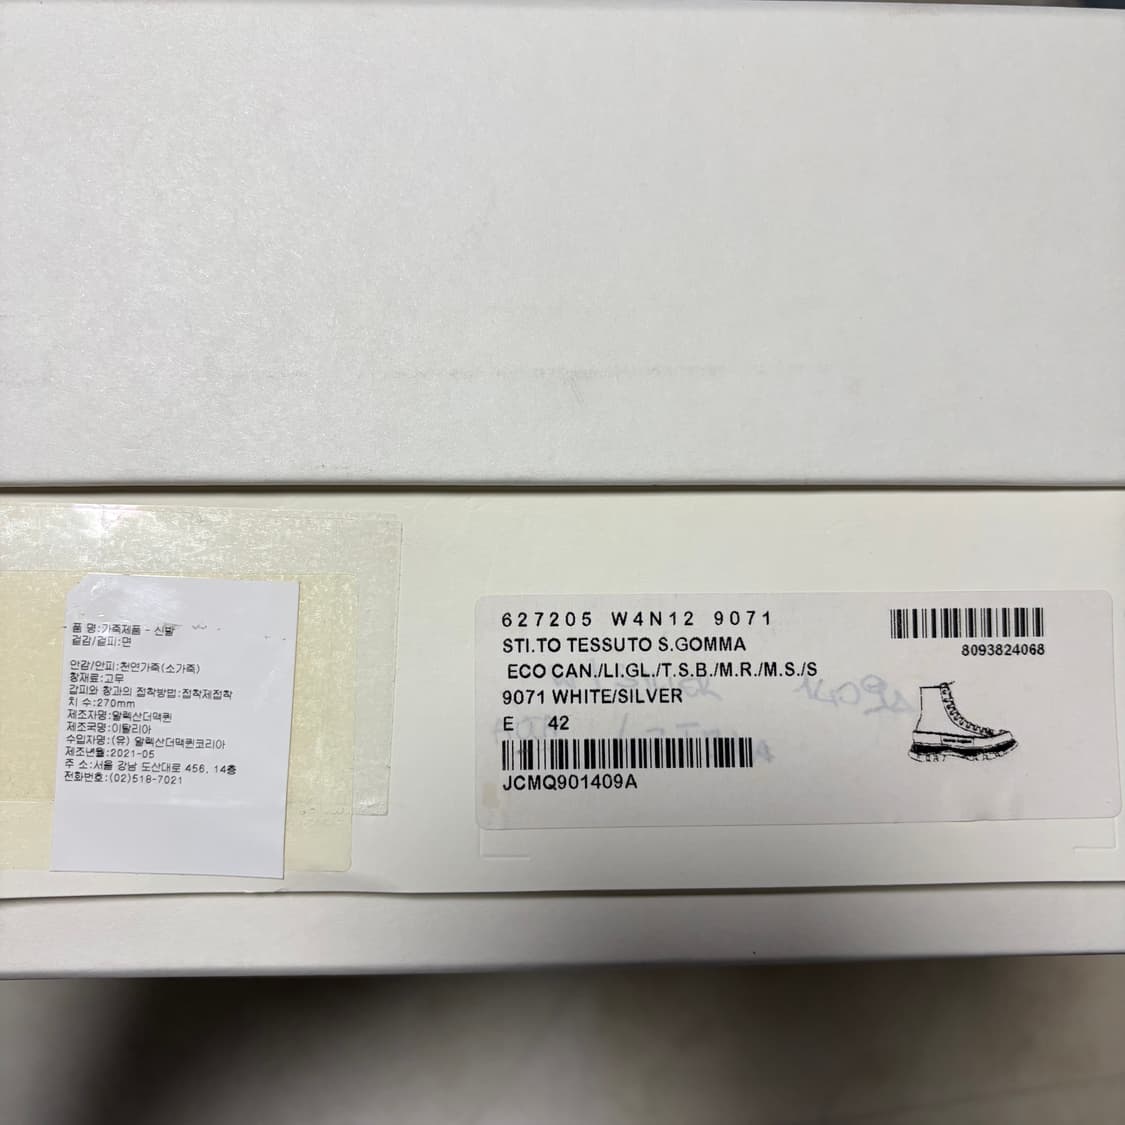 품 명:가죽제품 - 신발
겉감/겉피:면
안감/안피:천연가죽(소가죽)
창재료:고무
갑피와 창과의 접착방법:접착제접착
치 수:270mm
제조자명:알렉산더맥퀸
제조국명:이탈리아
수입자명:(유) 알렉산더맥퀸코리아
제조년월:2021-05
주 소:서울 강남 도산대로 456, 14층
전화번호:(02)518-7021
627205 W4N12 9071
STI.TO TESSUTO S.GOMMA
ECO CAN./LI.GL./T.S.B./M.R./M.S./S
9071 WHITE/SILVER
E 42
JCMQ901409A
8093824068